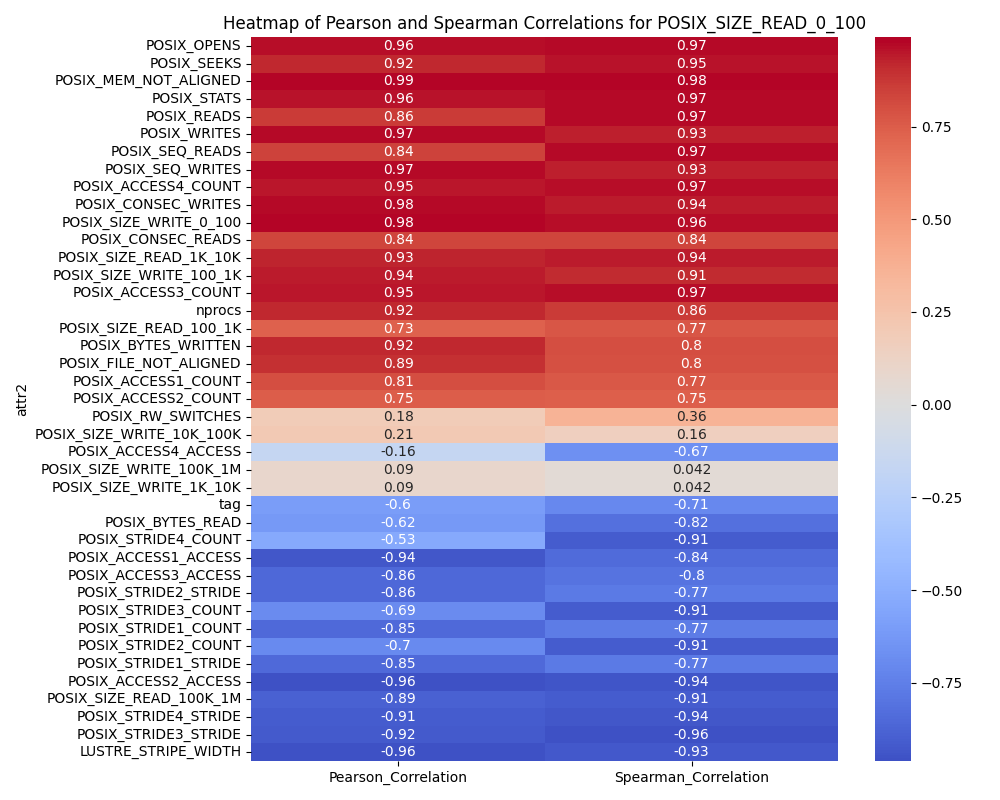 Heatmap of Pearson and Spearman Correlations for POSIX_SIZE_READ_0_100
attr2
POSIX_OPENS 0.96 0.97
POSIX_SEEKS 0.92 0.95
POSIX_MEM_NOT_ALIGNED 0.99 0.98
POSIX_STATS 0.96 0.97
POSIX_READS 0.86 0.97
POSIX_WRITES 0.97 0.93
POSIX_SEQ_READS 0.84 0.97
POSIX_SEQ_WRITES 0.97 0.93
POSIX_ACCESS4_COUNT 0.95 0.97
POSIX_CONSEC_WRITES 0.98 0.94
POSIX_SIZE_WRITE_0_100 0.98 0.96
POSIX_CONSEC_READS 0.84 0.84
POSIX_SIZE_READ_1K_10K 0.93 0.94
POSIX_SIZE_WRITE_100_1K 0.94 0.91
POSIX_ACCESS3_COUNT 0.95 0.97
nprocs 0.92 0.86
POSIX_SIZE_READ_100_1K 0.73 0.77
POSIX_BYTES_WRITTEN 0.92 0.8
POSIX_FILE_NOT_ALIGNED 0.89 0.8
POSIX_ACCESS1_COUNT 0.81 0.77
POSIX_ACCESS2_COUNT 0.75 0.75
POSIX_RW_SWITCHES 0.18 0.36
POSIX_SIZE_WRITE_10K_100K 0.21 0.16
POSIX_ACCESS4_ACCESS -0.16 -0.67
POSIX_SIZE_WRITE_100K_1M 0.09 0.042
POSIX_SIZE_WRITE_1K_10K 0.09 0.042
tag -0.6 -0.71
POSIX_BYTES_READ -0.62 -0.82
POSIX_STRIDE4_COUNT -0.53 -0.91
POSIX_ACCESS1_ACCESS -0.94 -0.84
POSIX_ACCESS3_ACCESS -0.86 -0.8
POSIX_STRIDE2_STRIDE -0.86 -0.77
POSIX_STRIDE3_COUNT -0.69 -0.91
POSIX_STRIDE1_COUNT -0.85 -0.77
POSIX_STRIDE2_COUNT -0.7 -0.91
POSIX_STRIDE1_STRIDE -0.85 -0.77
POSIX_ACCESS2_ACCESS -0.96 -0.94
POSIX_SIZE_READ_100K_1M -0.89 -0.91
POSIX_STRIDE4_STRIDE -0.91 -0.94
POSIX_STRIDE3_STRIDE -0.92 -0.96
LUSTRE_STRIPE_WIDTH -0.96 -0.93
Pearson_Correlation Spearman_Correlation
0.75
0.50
0.25
0.00
−0.25
−0.50
−0.75